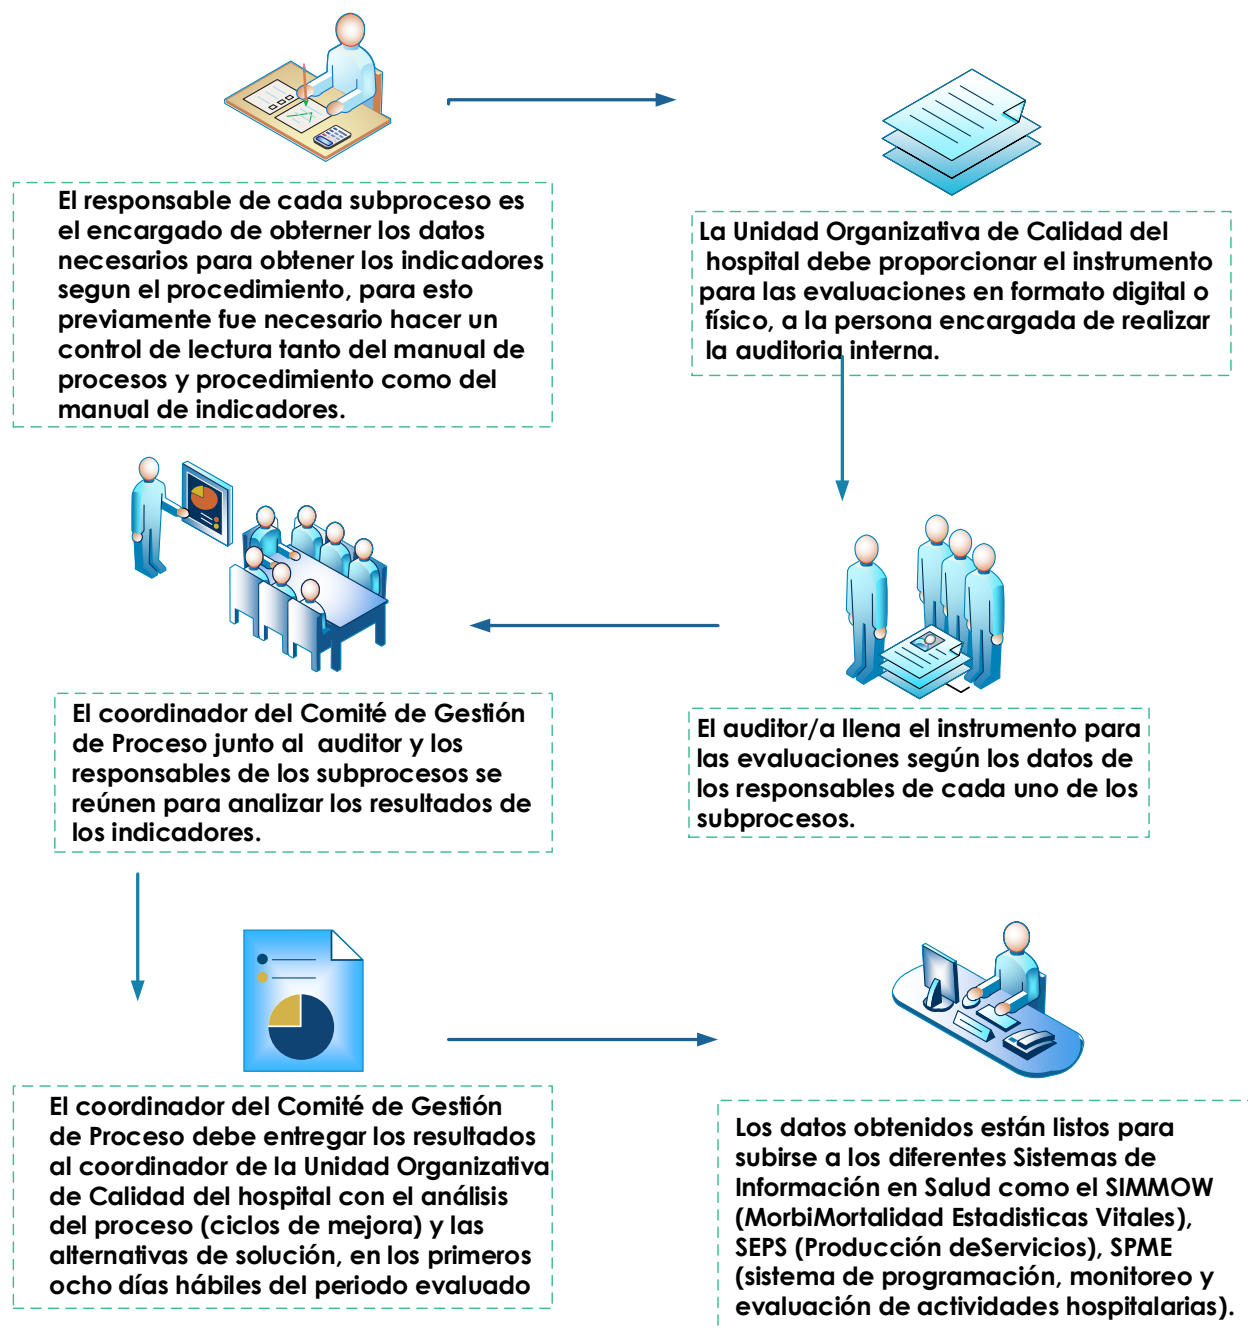 El responsable de cada subproceso es
el encargado de obterner los datos
necesarios para obtener los indicadores
segun el procedimiento, para esto
previamente fue necesario hacer un
control de lectura tanto del manual de
procesos y procedimiento como del
manual de indicadores.
La Unidad Organizativa de Calidad del
hospital debe proporcionar el instrumento
para las evaluaciones en formato digital o
físico, a la persona encargada de realizar
la auditoria interna.
El auditor/a llena el instrumento para
las evaluaciones según los datos de
los responsables de cada uno de los
subprocesos.
El coordinador del Comité de Gestión
de Proceso junto al auditor y los
responsables de los subprocesos se
reúnen para analizar los resultados de
los indicadores.
El coordinador del Comité de Gestión
de Proceso debe entregar los resultados
al coordinador de la Unidad Organizativa
de Calidad del hospital con el análisis
del proceso (ciclos de mejora) y las
alternativas de solución, en los primeros
ocho días hábiles del periodo evaluado
Los datos obtenidos están listos para
subirse a los diferentes Sistemas de
Información en Salud como el SIMMOW
(MorbiMortalidad Estadisticas Vitales),
SEPS (Producción deServicios), SPME
(sistema de programación, monitoreo y
evaluación de actividades hospitalarias).